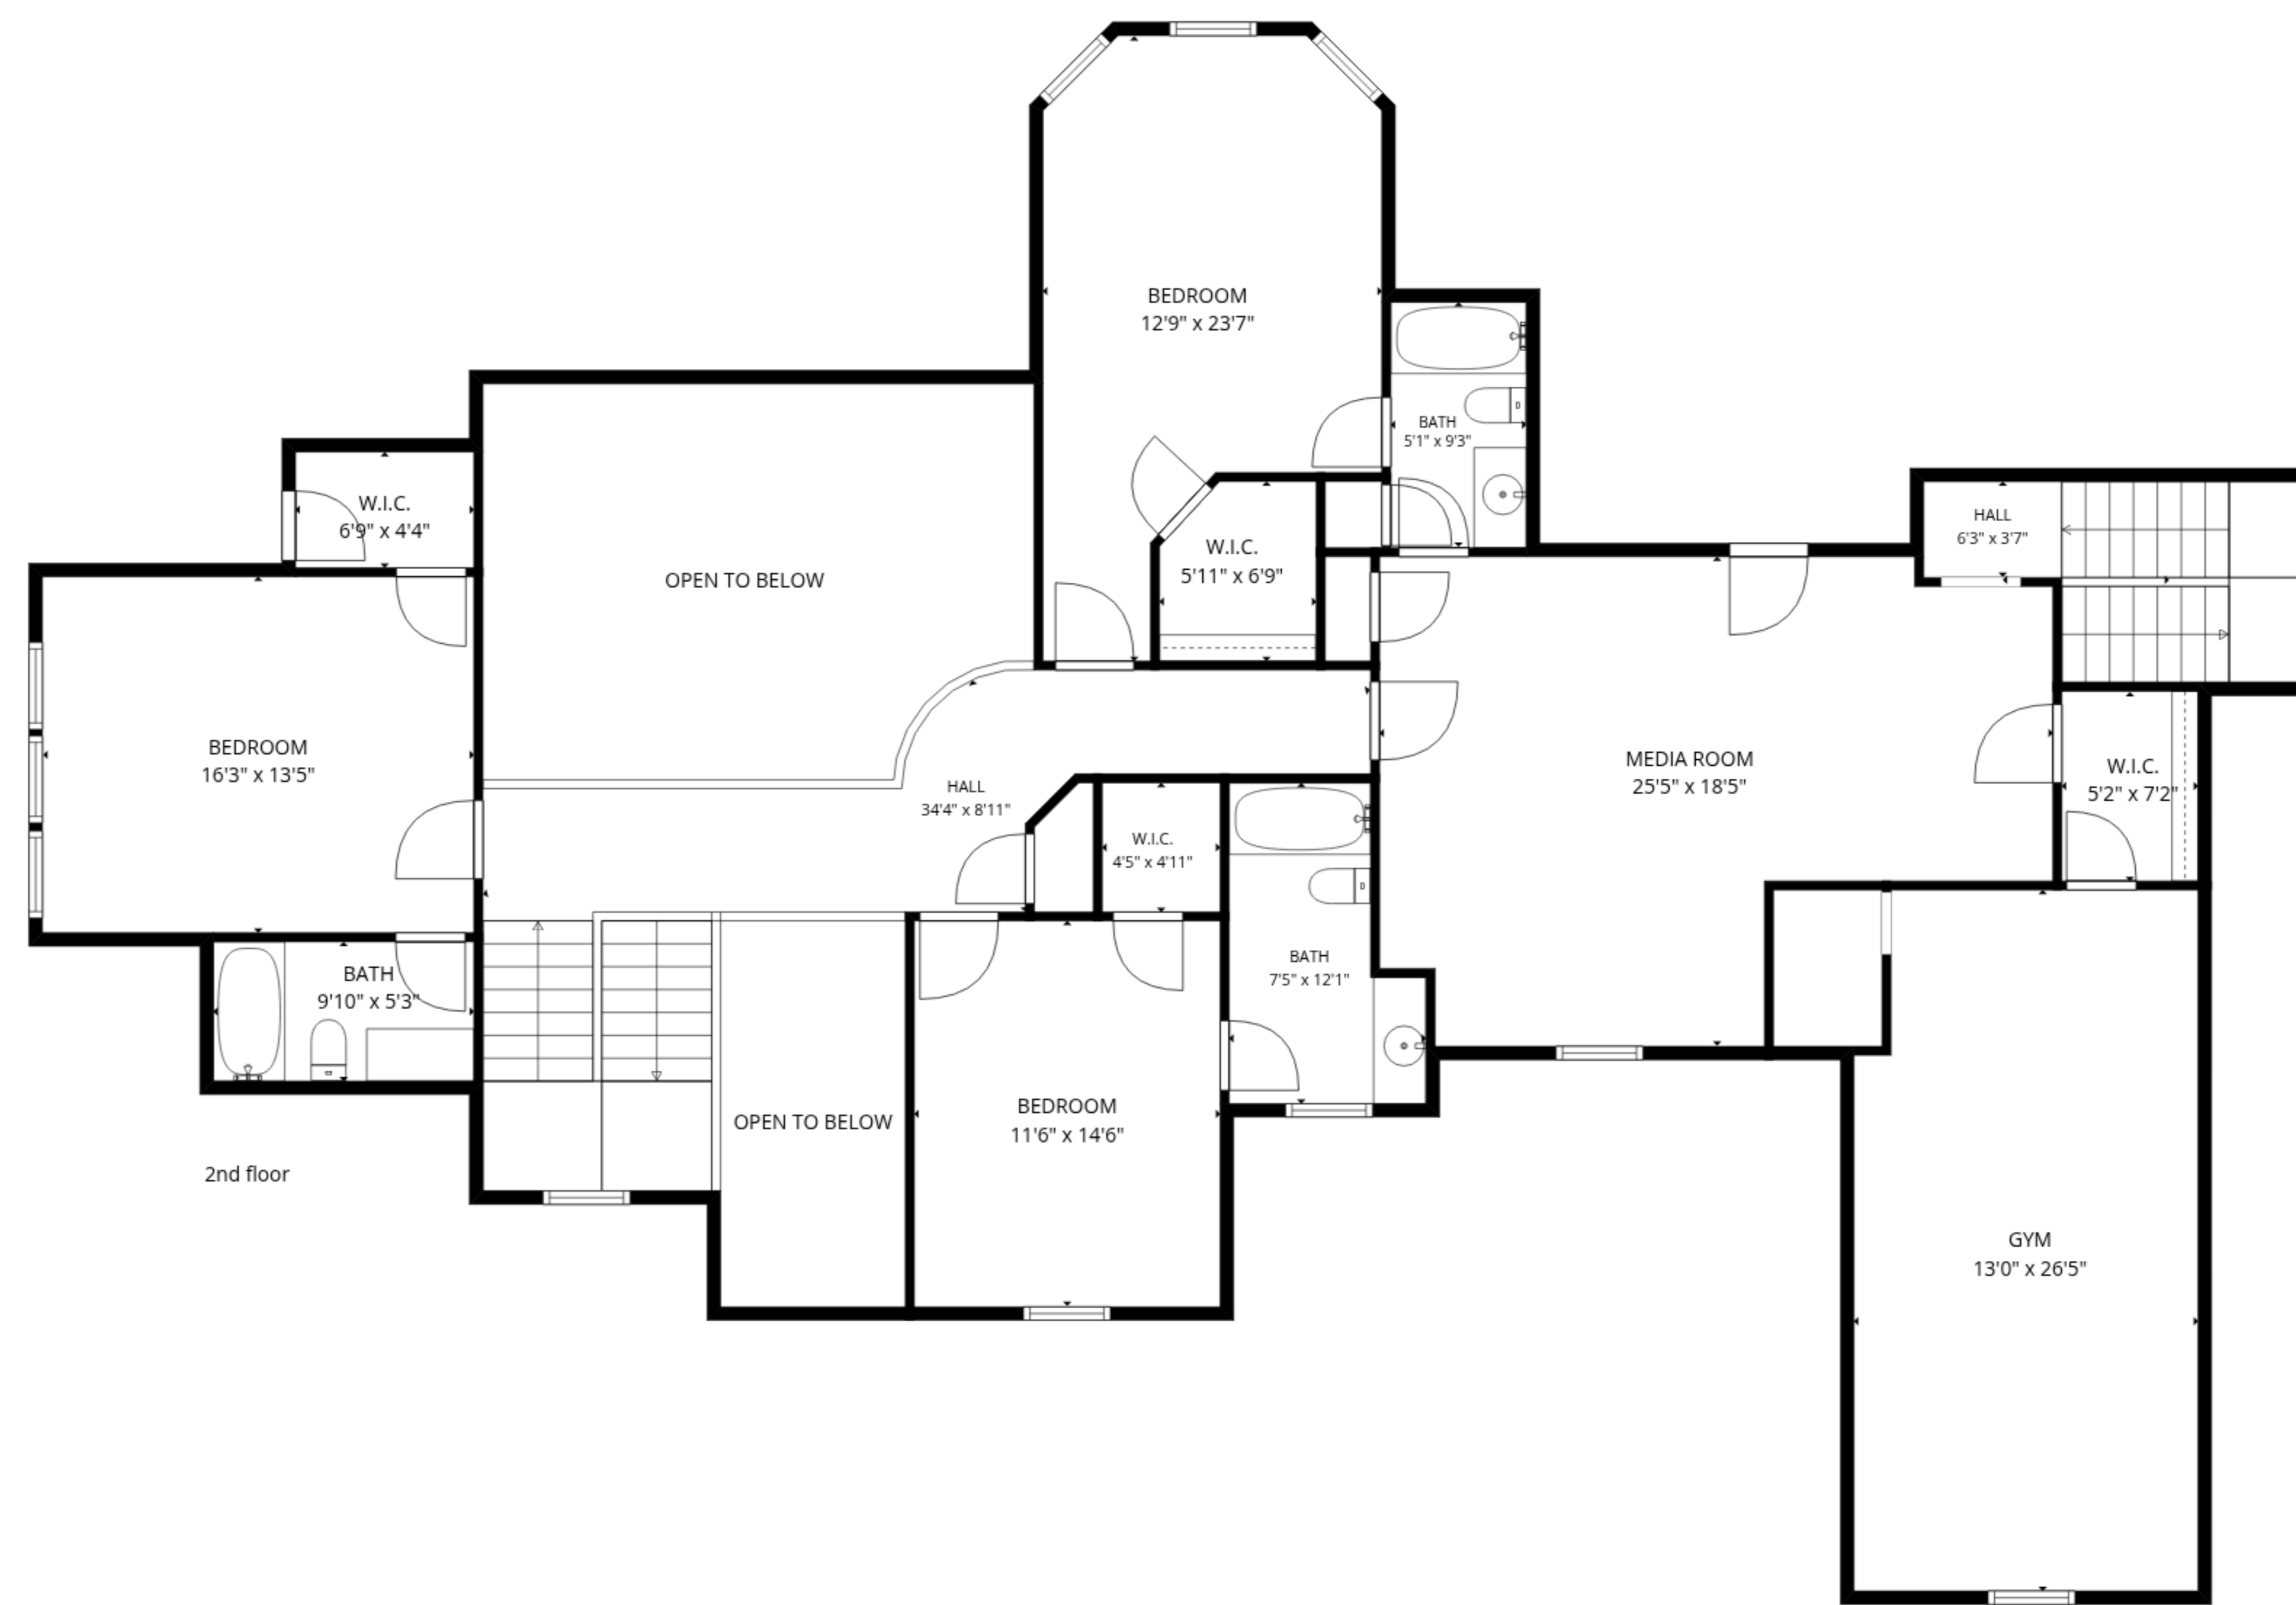 BEDROOM
12'9" x 23'7"
BATH
5'1" x 9'3"
W.I.C.
6'9" x 4'4"
HALL
6'3" x 3'7"
W.I.C.
5'11" x 6'9"
OPEN TO BELOW
BEDROOM
16'3" x 13'5"
MEDIA ROOM
25'5" x 18'5"
W.I.C.
5'2" x 7'2"
HALL
34'4" x 8'11"
W.I.C.
4'5" x 4'11"
BATH
7'5" x 12'1"
BATH
9'10" x 5'3"
BEDROOM
11'6" x 14'6"
OPEN TO BELOW
2nd floor
GYM
13'0" x 26'5"